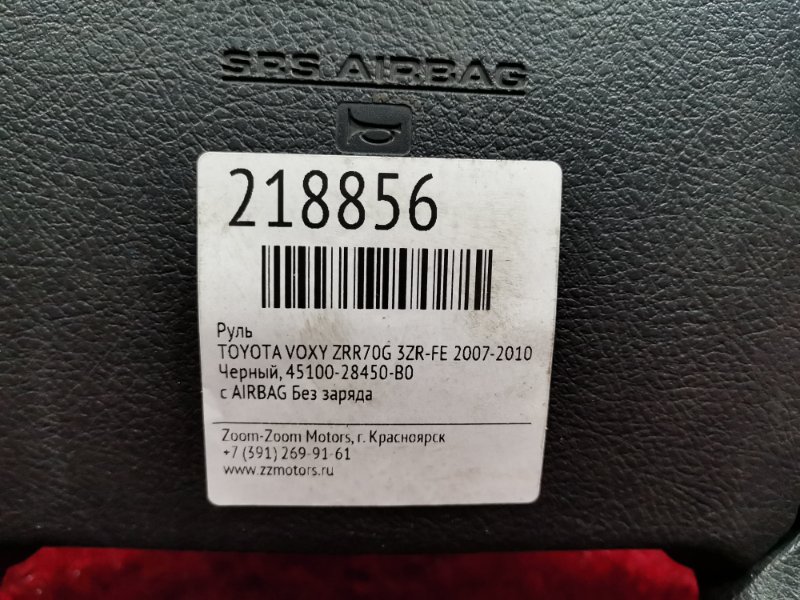 SRS AIRBAG
218856
Руль
TOYOTA VOXY ZRR70G 3ZR-FE 2007-2010
Черный, 45100-28450-B0
с AIRBAG Без заряда
Zoom-Zoom Motors, г. Красноярск
+7 (391) 269-91-61
www.zzmotors.ru